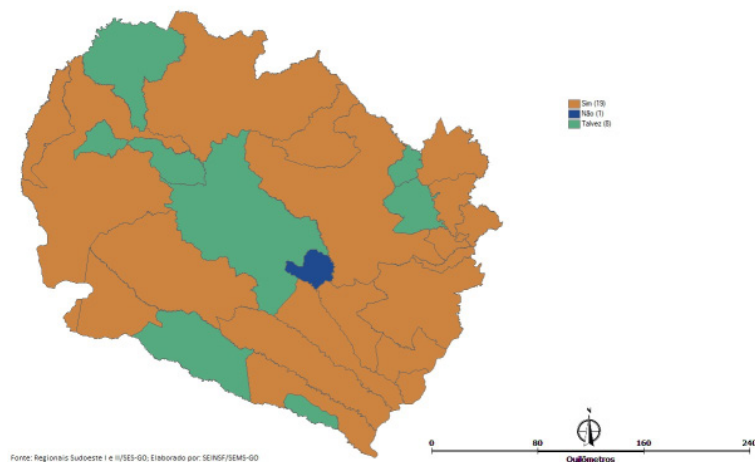 Sim (19)
Não (1)
Talvez (8)
N
0 80 160 240
Quilômetros
Fonte: Regionais Sudoeste I e II/SES-GO; Elaborado por: SEINSF/SEMS-GO